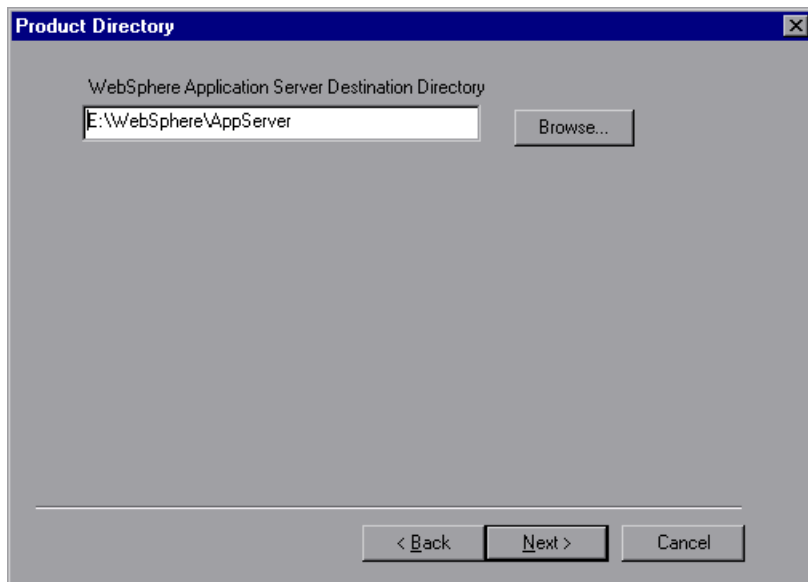 Product Directory
WebSphere Application Server Destination Directory
E:\WebSphere\AppServer
Browse...
< Back
Next >
Cancel